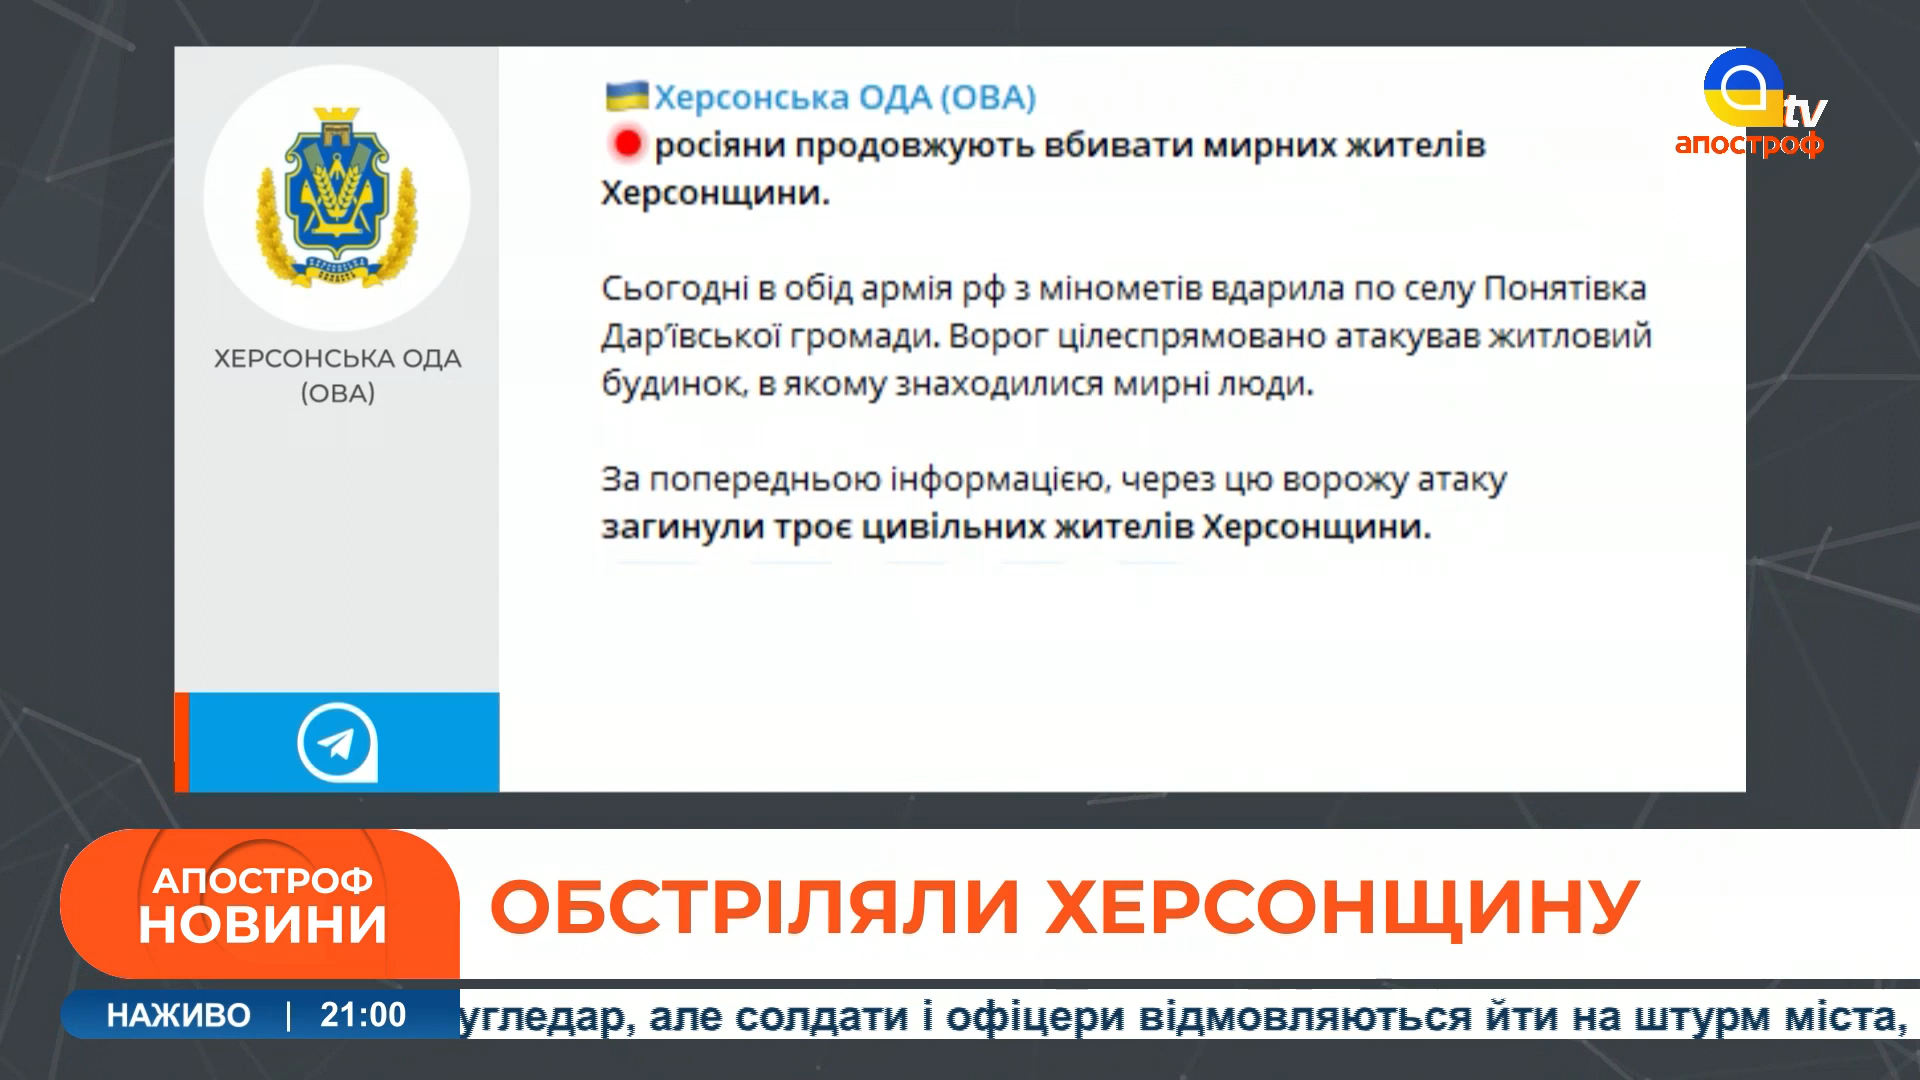 Херсонська ОДА (ОВА)
росіяни продовжують вбивати мирних жителів
Херсонщини.
Сьогодні в обід армія рф з мінометів вдарила по селу Понятівка
Дар’ївської громади. Ворог цілеспрямовано атакував житловий
будинок, в якому знаходилися мирні люди.
За попередньою інформацією, через цю ворожу атаку
загинули троє цивільних жителів Херсонщини.
ХЕРСОНСЬКА ОДА
(ОВА)
tv
апостроф
АПОСТРОФ
НОВИНИ
ОБСТРІЛЯЛИ ХЕРСОНЩИНУ
НАЖИВО | 21:00
угледар, але солдати і офіцери відмовляються йти на штурм міста,